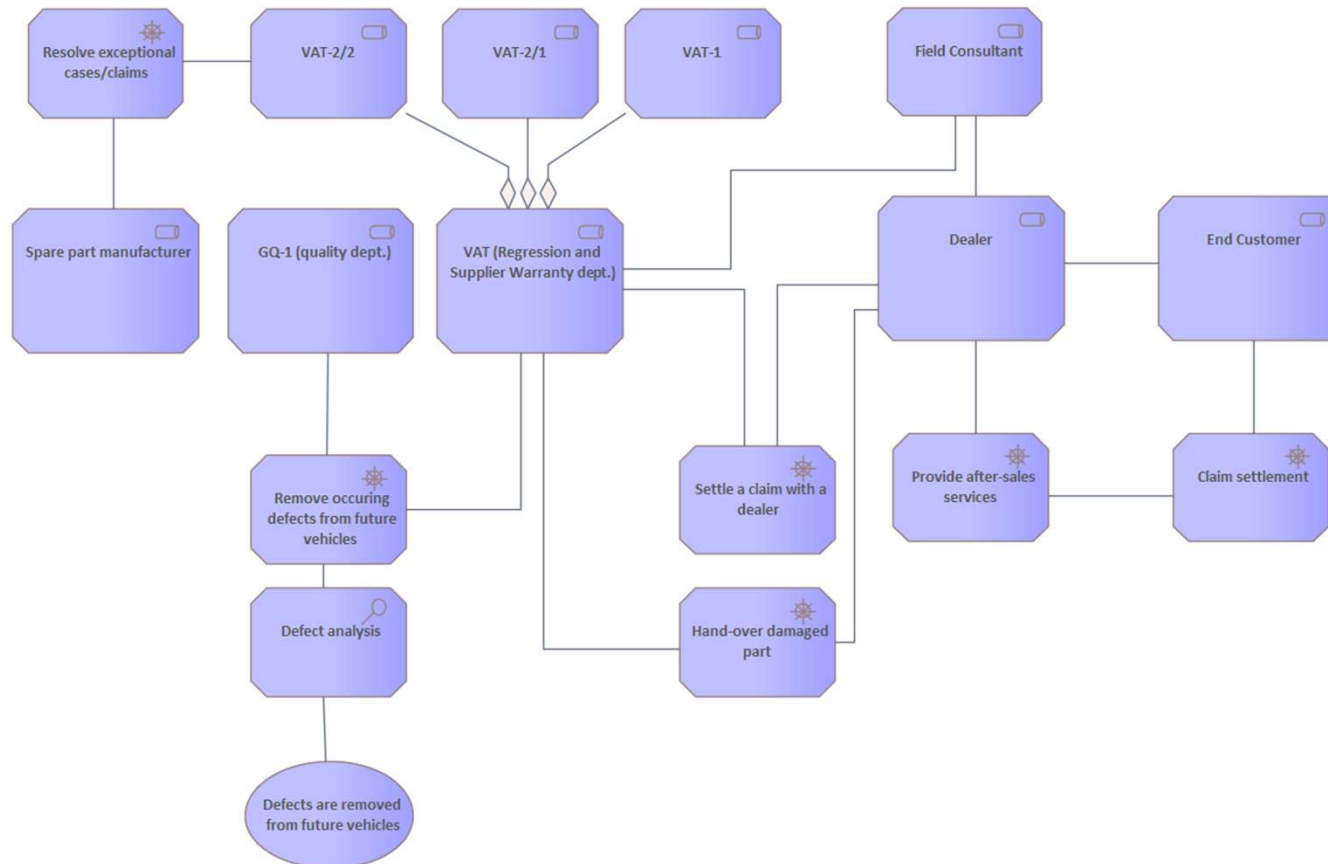 Resolve exceptional
cases/claims
VAT-2/2
VAT-2/1
VAT-1
Field Consultant
Spare part manufacturer
GQ-1 (quality dept.)
VAT (Regression and
Supplier Warranty dept.)
Dealer
End Customer
Remove occuring
defects from future
vehicles
Settle a claim with a
dealer
Provide after-sales
services
Claim settlement
Defect analysis
Hand-over damaged
part
Defects are removed
from future vehicles